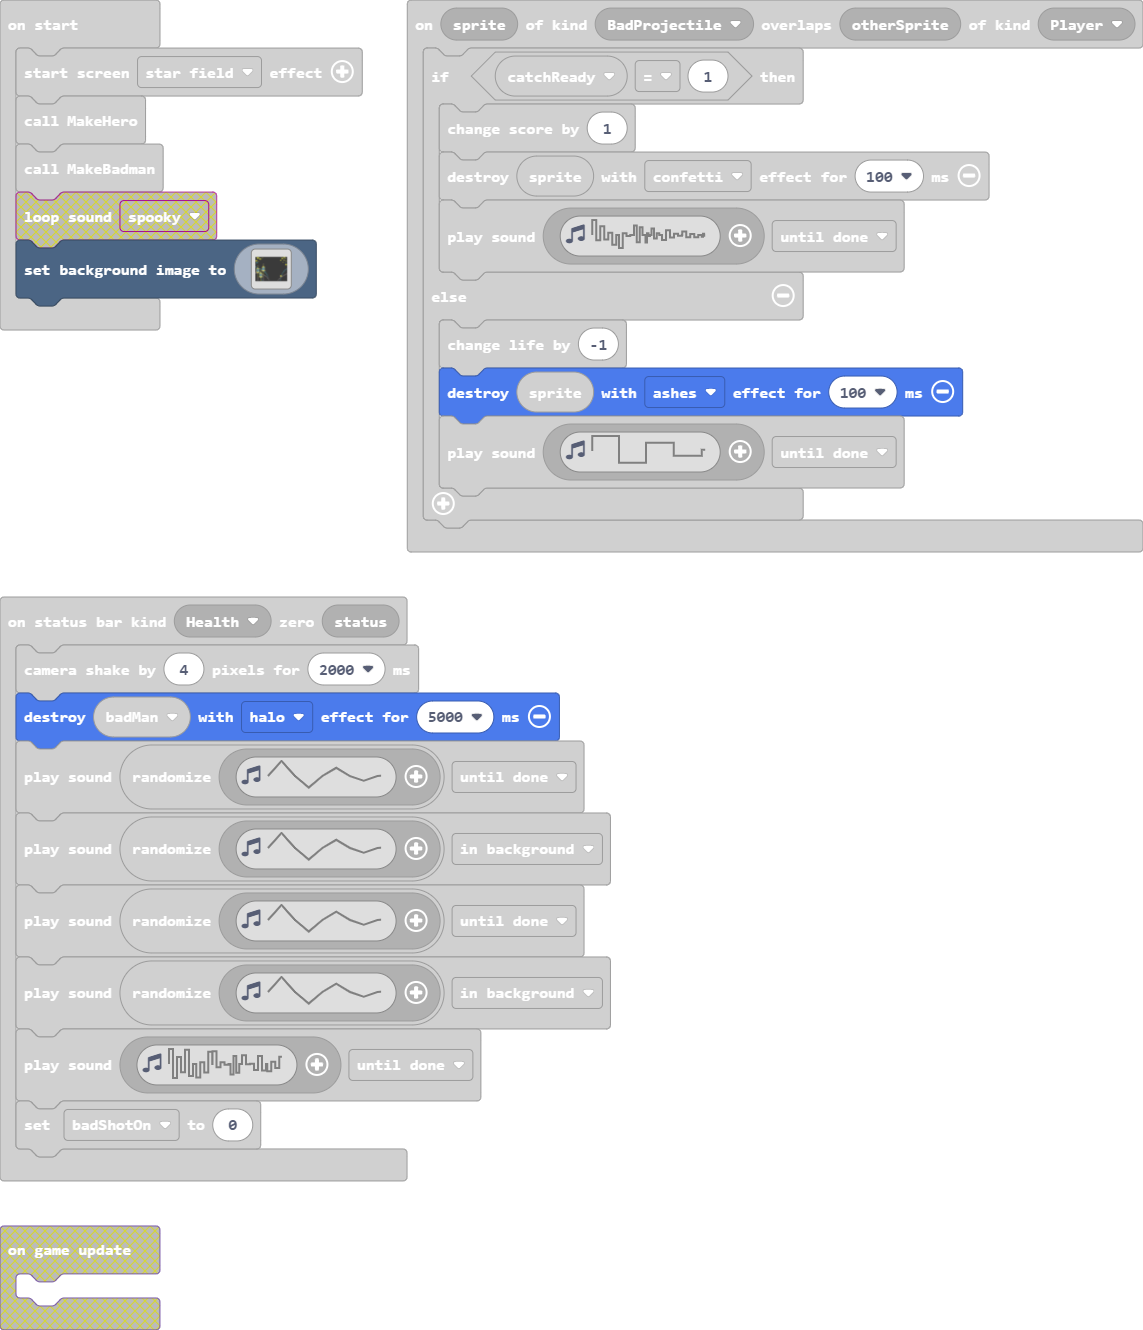 on start
start screen star field effect
call MakeHero
call MakeBadman
loop sound spooky
set background image to
on sprite of kind BadProjectile overlaps otherSprite of kind Player
if catchReady = 1 then
change score by 1
destroy sprite with confetti effect for 100 ms
play sound until done
else
change life by -1
destroy sprite with ashes effect for 100 ms
play sound until done
on status bar kind Health zero status
camera shake by 4 pixels for 2000 ms
destroy badMan with halo effect for 5000 ms
play sound randomize until done
play sound randomize in background
play sound randomize until done
play sound randomize in background
play sound until done
set badShotOn to 0
on game update